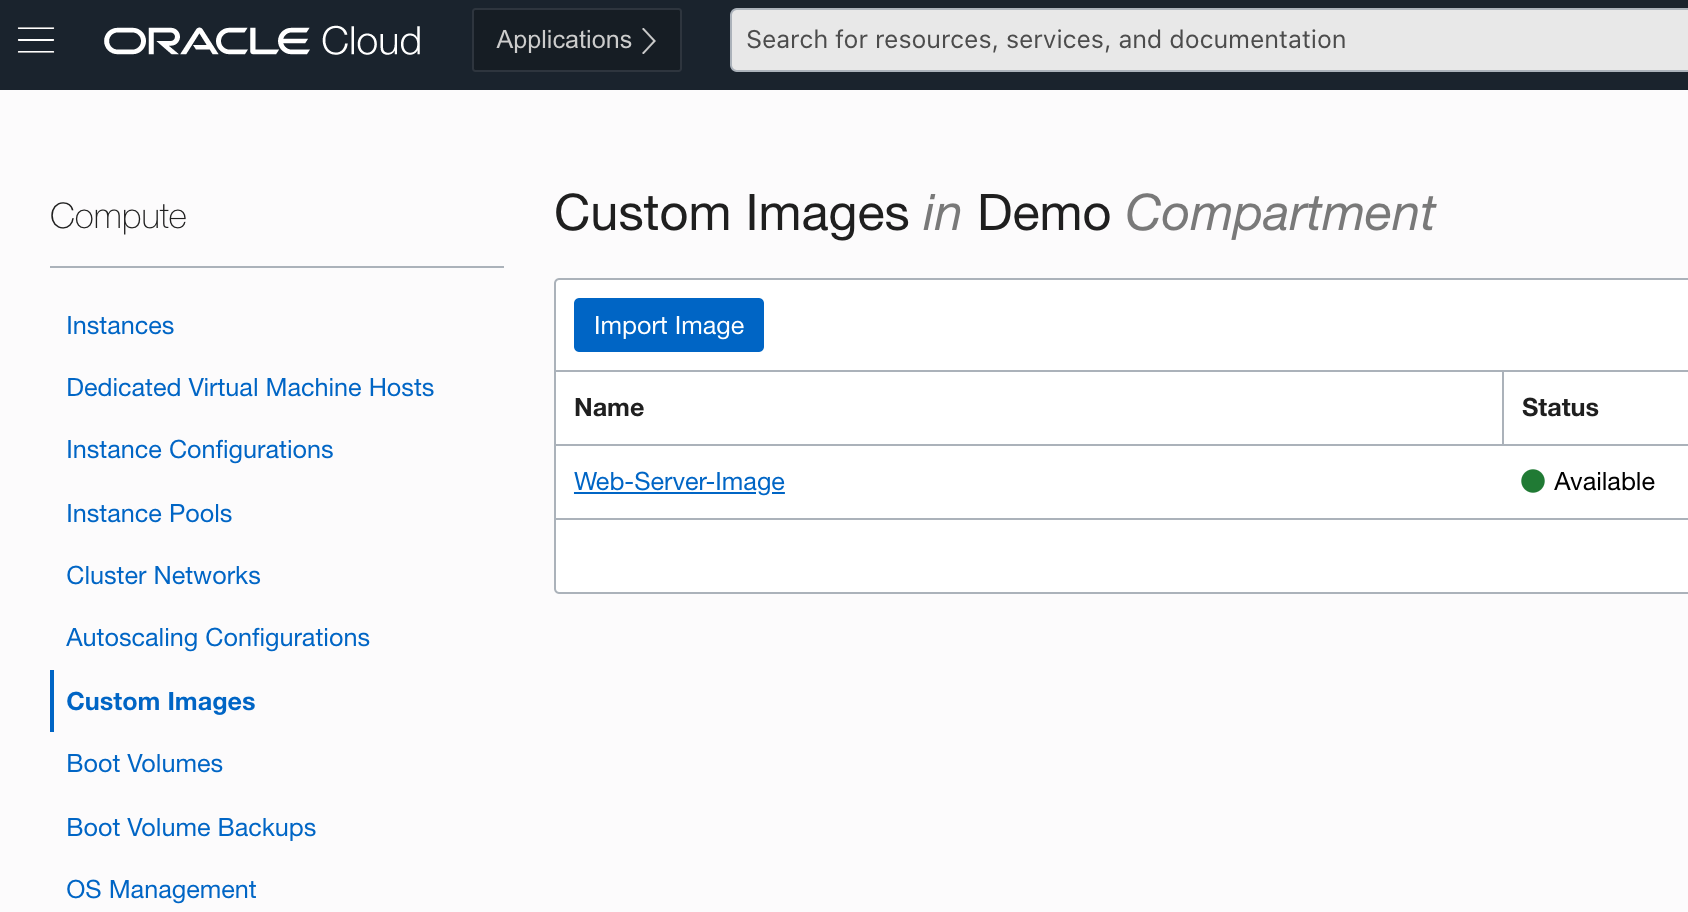 ORACLE Cloud
Applications
Search for resources, services, and documentation
Compute
Instances
Dedicated Virtual Machine Hosts
Instance Configurations
Instance Pools
Cluster Networks
Autoscaling Configurations
Custom Images
Boot Volumes
Boot Volume Backups
OS Management
Custom Images in Demo Compartment
Import Image
Name Status
Web-Server-Image Available